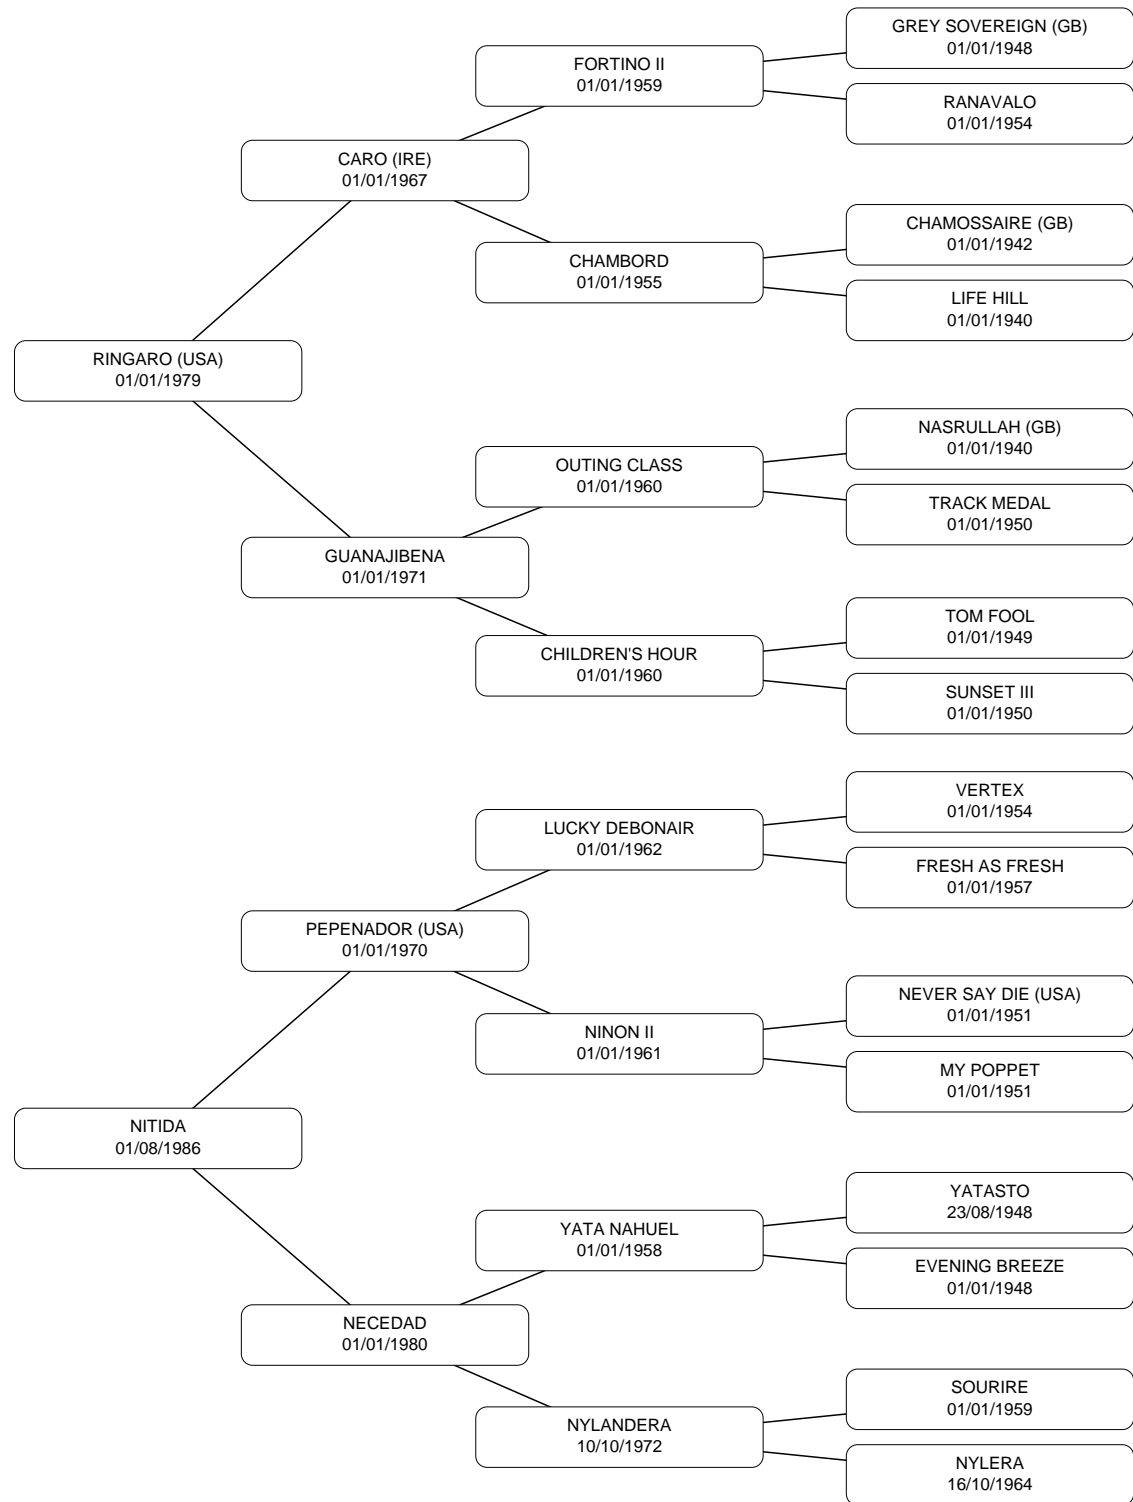 GREY SOVEREIGN (GB)
01/01/1948
FORTINO II
01/01/1959
RANAVALO
01/01/1954
CARO (IRE)
01/01/1967
CHAMOSSAIRE (GB)
01/01/1942
CHAMBORD
01/01/1955
LIFE HILL
01/01/1940
RINGARO (USA)
01/01/1979
NASRULLAH (GB)
01/01/1940
OUTING CLASS
01/01/1960
TRACK MEDAL
01/01/1950
GUANAJIBENA
01/01/1971
TOM FOOL
01/01/1949
CHILDREN'S HOUR
01/01/1960
SUNSET III
01/01/1950
VERTEX
01/01/1954
LUCKY DEBONAIR
01/01/1962
FRESH AS FRESH
01/01/1957
PEPENADOR (USA)
01/01/1970
NEVER SAY DIE (USA)
01/01/1951
NINON II
01/01/1961
MY POPPET
01/01/1951
NITIDA
01/08/1986
YATASTO
23/08/1948
YATA NAHUEL
01/01/1958
EVENING BREEZE
01/01/1948
NECEDAD
01/01/1980
SOURIRE
01/01/1959
NYLANDERA
10/10/1972
NYLERA
16/10/1964